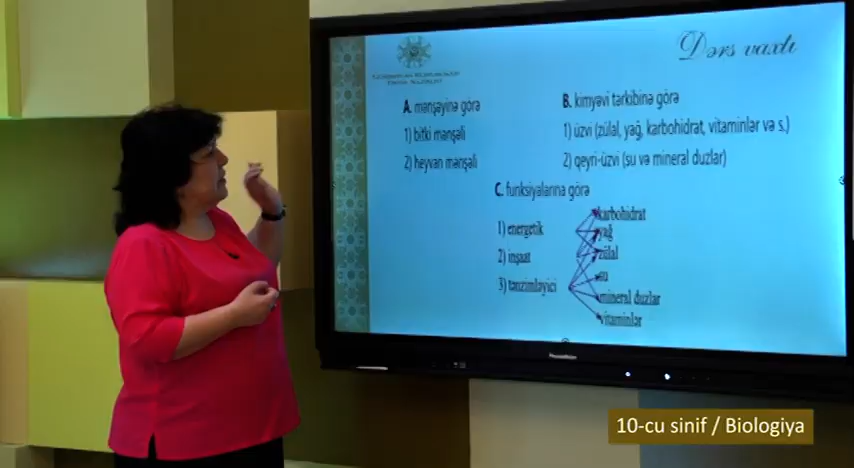 Dərs vaxtı
A. mənşəyinə görə
1) bitki mənşəli
2) heyvan mənşəli
B. kimyəvi tərkibinə görə
1) üzvi (zülal, yağ, karbohidrat, vitaminlər və s.)
2) qeyri-üzvi (su və mineral duzlar)
C. funksiyalarına görə
1) energetik
2) inşaat
3) tənzimləyici
karbohidrat
yağ
zülal
su
mineral duzlar
vitaminlər
10-cu sinif / Biologiya